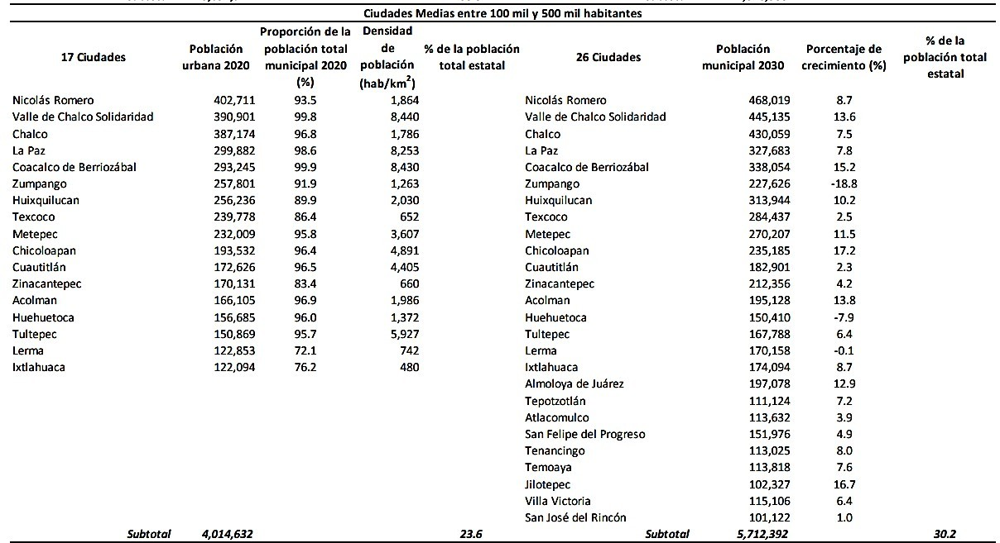 Ciudades Medias entre 100 mil y 500 mil habitantes
17 Ciudades Población urbana 2020 Proporción de la población total municipal 2020 (%) Densidad de población (hab/km2) % de la población total estatal 26 Ciudades Población municipal 2030 Porcentaje de crecimiento (%) % de la población total estatal
Nicolás Romero 402,711 93.5 1,864 Nicolás Romero 468,019 8.7
Valle de Chalco Solidaridad 390,901 99.8 8,440 Valle de Chalco Solidaridad 445,135 13.6
Chalco 387,174 96.8 1,786 Chalco 430,059 7.5
La Paz 299,882 98.6 8,253 La Paz 327,683 7.8
Coacalco de Berriozábal 293,245 99.9 8,430 Coacalco de Berriozábal 338,054 15.2
Zumpango 257,801 91.9 1,263 Zumpango 227,626 -18.8
Huixquilucan 256,236 89.9 2,030 Huixquilucan 313,944 10.2
Texcoco 239,778 86.4 652 Texcoco 284,437 2.5
Metepec 232,009 95.8 3,607 Metepec 270,207 11.5
Chicoloapan 193,532 96.4 4,891 Chicoloapan 235,185 17.2
Cuautitlán 172,626 96.5 4,405 Cuautitlán 182,901 2.3
Zinacantepec 170,131 83.4 660 Zinacantepec 212,356 4.2
Acolman 166,105 96.9 1,986 Acolman 195,128 13.8
Huehuetoca 156,685 96.0 1,372 Huehuetoca 150,410 -7.9
Tultepec 150,869 95.7 5,927 Tultepec 167,788 6.4
Lerma 122,853 72.1 742 Lerma 170,158 -0.1
Ixtlahuaca 122,094 76.2 480 Ixtlahuaca 174,094 8.7
Almoloya de Juárez 197,078 12.9
Tepotzotlán 111,124 7.2
Atlacomulco 113,632 3.9
San Felipe del Progreso 151,976 4.9
Tenancingo 113,025 8.0
Temoaya 113,818 7.6
Jilotepec 102,327 16.7
Villa Victoria 115,106 6.4
San José del Rincón 101,122 1.0
Subtotal 4,014,632 23.6 Subtotal 5,712,392 30.2